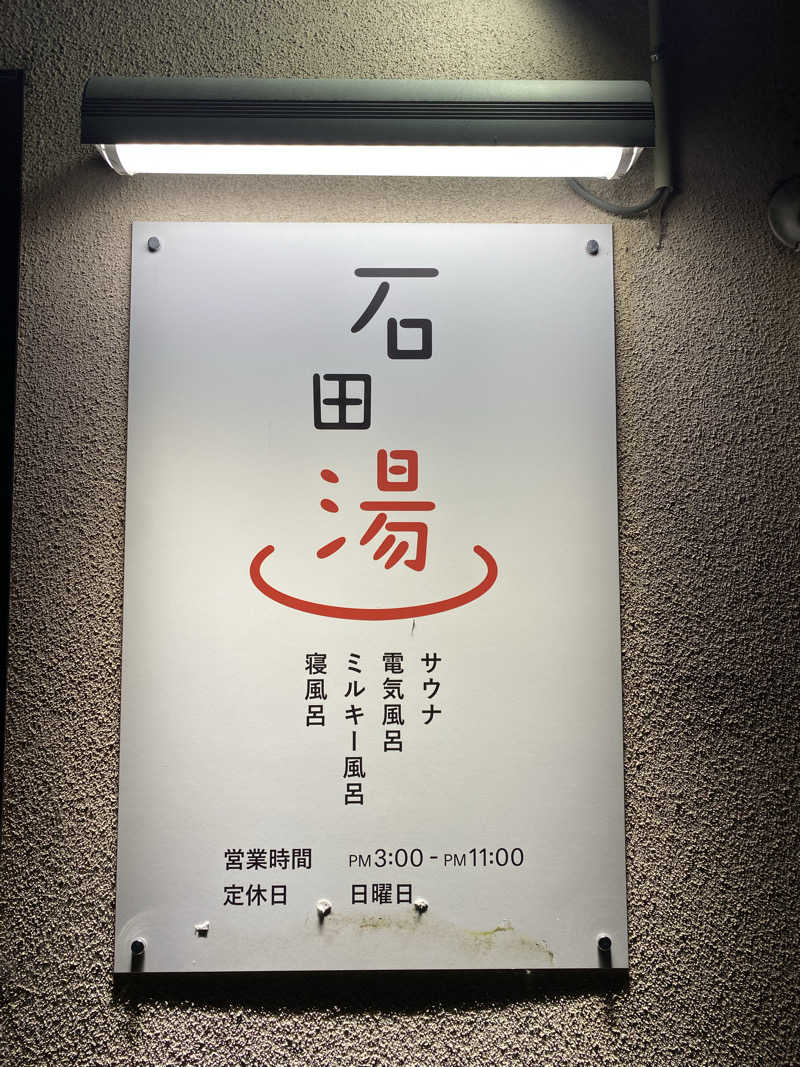 石田湯
サウナ
電気風呂
ミルキー風呂
寝風呂
営業時間 PM3:00 - PM11:00
定休日 日曜日